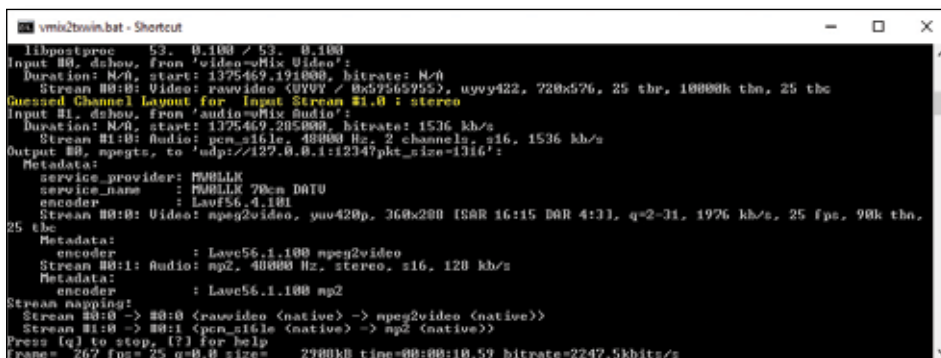 vmix2txwin.bat - Shortcut
libpostproc    53.  0.100 / 53.  0.100
Input #0, dshow, from 'video=vMix Video':
Duration: N/A, start: 1375469.191000, bitrate: N/A
Stream #0:0: Video: rawvideo (UYVY / 0x59565955), uyvy422, 720x576, 25 tbr, 10000k tbn, 25 tbc
Guessed Channel Layout for  Input Stream #1.0 : stereo
Input #1, dshow, from 'audio=vMix Audio':
Duration: N/A, start: 1375469.285000, bitrate: 1536 kb/s
Stream #1:0: Audio: pcm_s16le, 48000 Hz, 2 channels, s16, 1536 kb/s
Output #0, mpegts, to 'udp://127.0.0.1:1234?pkt_size=1316':
Metadata:
service_provider: MW0LLK
service_name    : MW0LLK 70cm DATV
encoder         : Lavf56.4.101
Stream #0:0: Video: mpeg2video, yuv420p, 360x288 [SAR 16:15 DAR 4:3], q=2-31, 1976 kb/s, 25 fps, 90k tbn,
25 tbc
Metadata:
encoder         : Lavc56.1.100 mpeg2video
Stream #0:1: Audio: mp2, 48000 Hz, stereo, s16, 128 kb/s
Metadata:
encoder         : Lavc56.1.100 mp2
Stream mapping:
Stream #0:0 -> #0:0 (rawvideo (native) -> mpeg2video (native))
Stream #1:0 -> #0:1 (pcm_s16le (native) -> mp2 (native))
Press [q] to stop, [?] for help
frame=  267 fps= 25 q=0.0 size=    2908kB time=00:00:10.59 bitrate=2247.5kbits/s